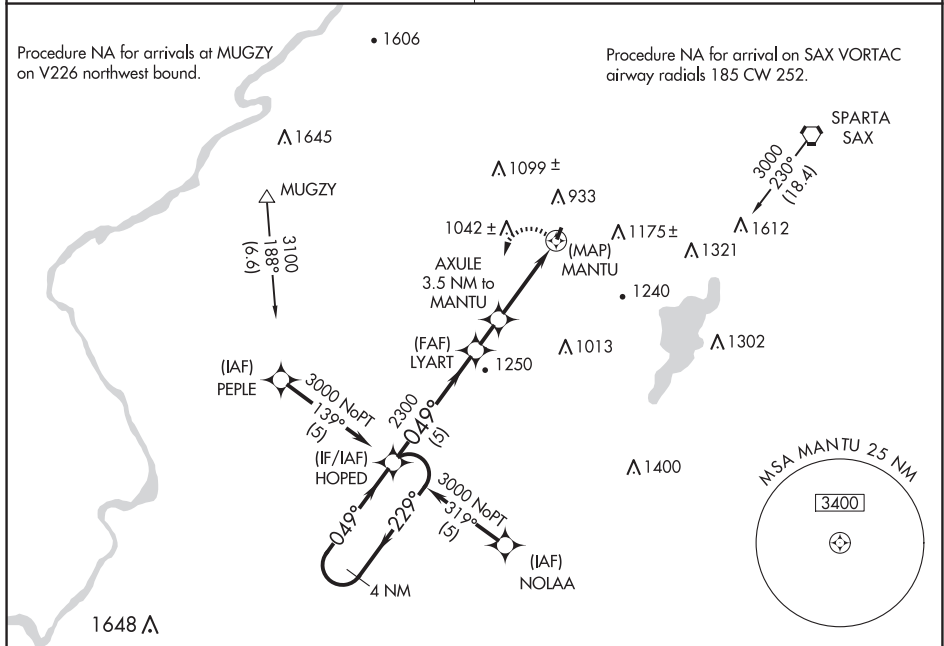 Procedure NA for arrivals at MUGZY
on V226 northwest bound.
1606
Procedure NA for arrival on SAX VORTAC
airway radials 185 CW 252.
SPARTA
SAX
3000
230°
(18.4)
1645
1099 ±
MUGZY
933
1042 ±
1175±
1612
1321
(MAP)
MANTU
3100
188°
(6.6)
AXULE
3.5 NM to
MANTU
1240
(FAF)
LYART
1250
1013
1302
(IAF)
PEPLE
3000 NoPT
139°
(5)
2300
049°
(5)
(IF/IAF)
HOPED
1400
MSA MANTU 25 NM
3400
3000 NoPT
319°
(5)
049°
229°
(IAF)
NOLAA
4 NM
1648